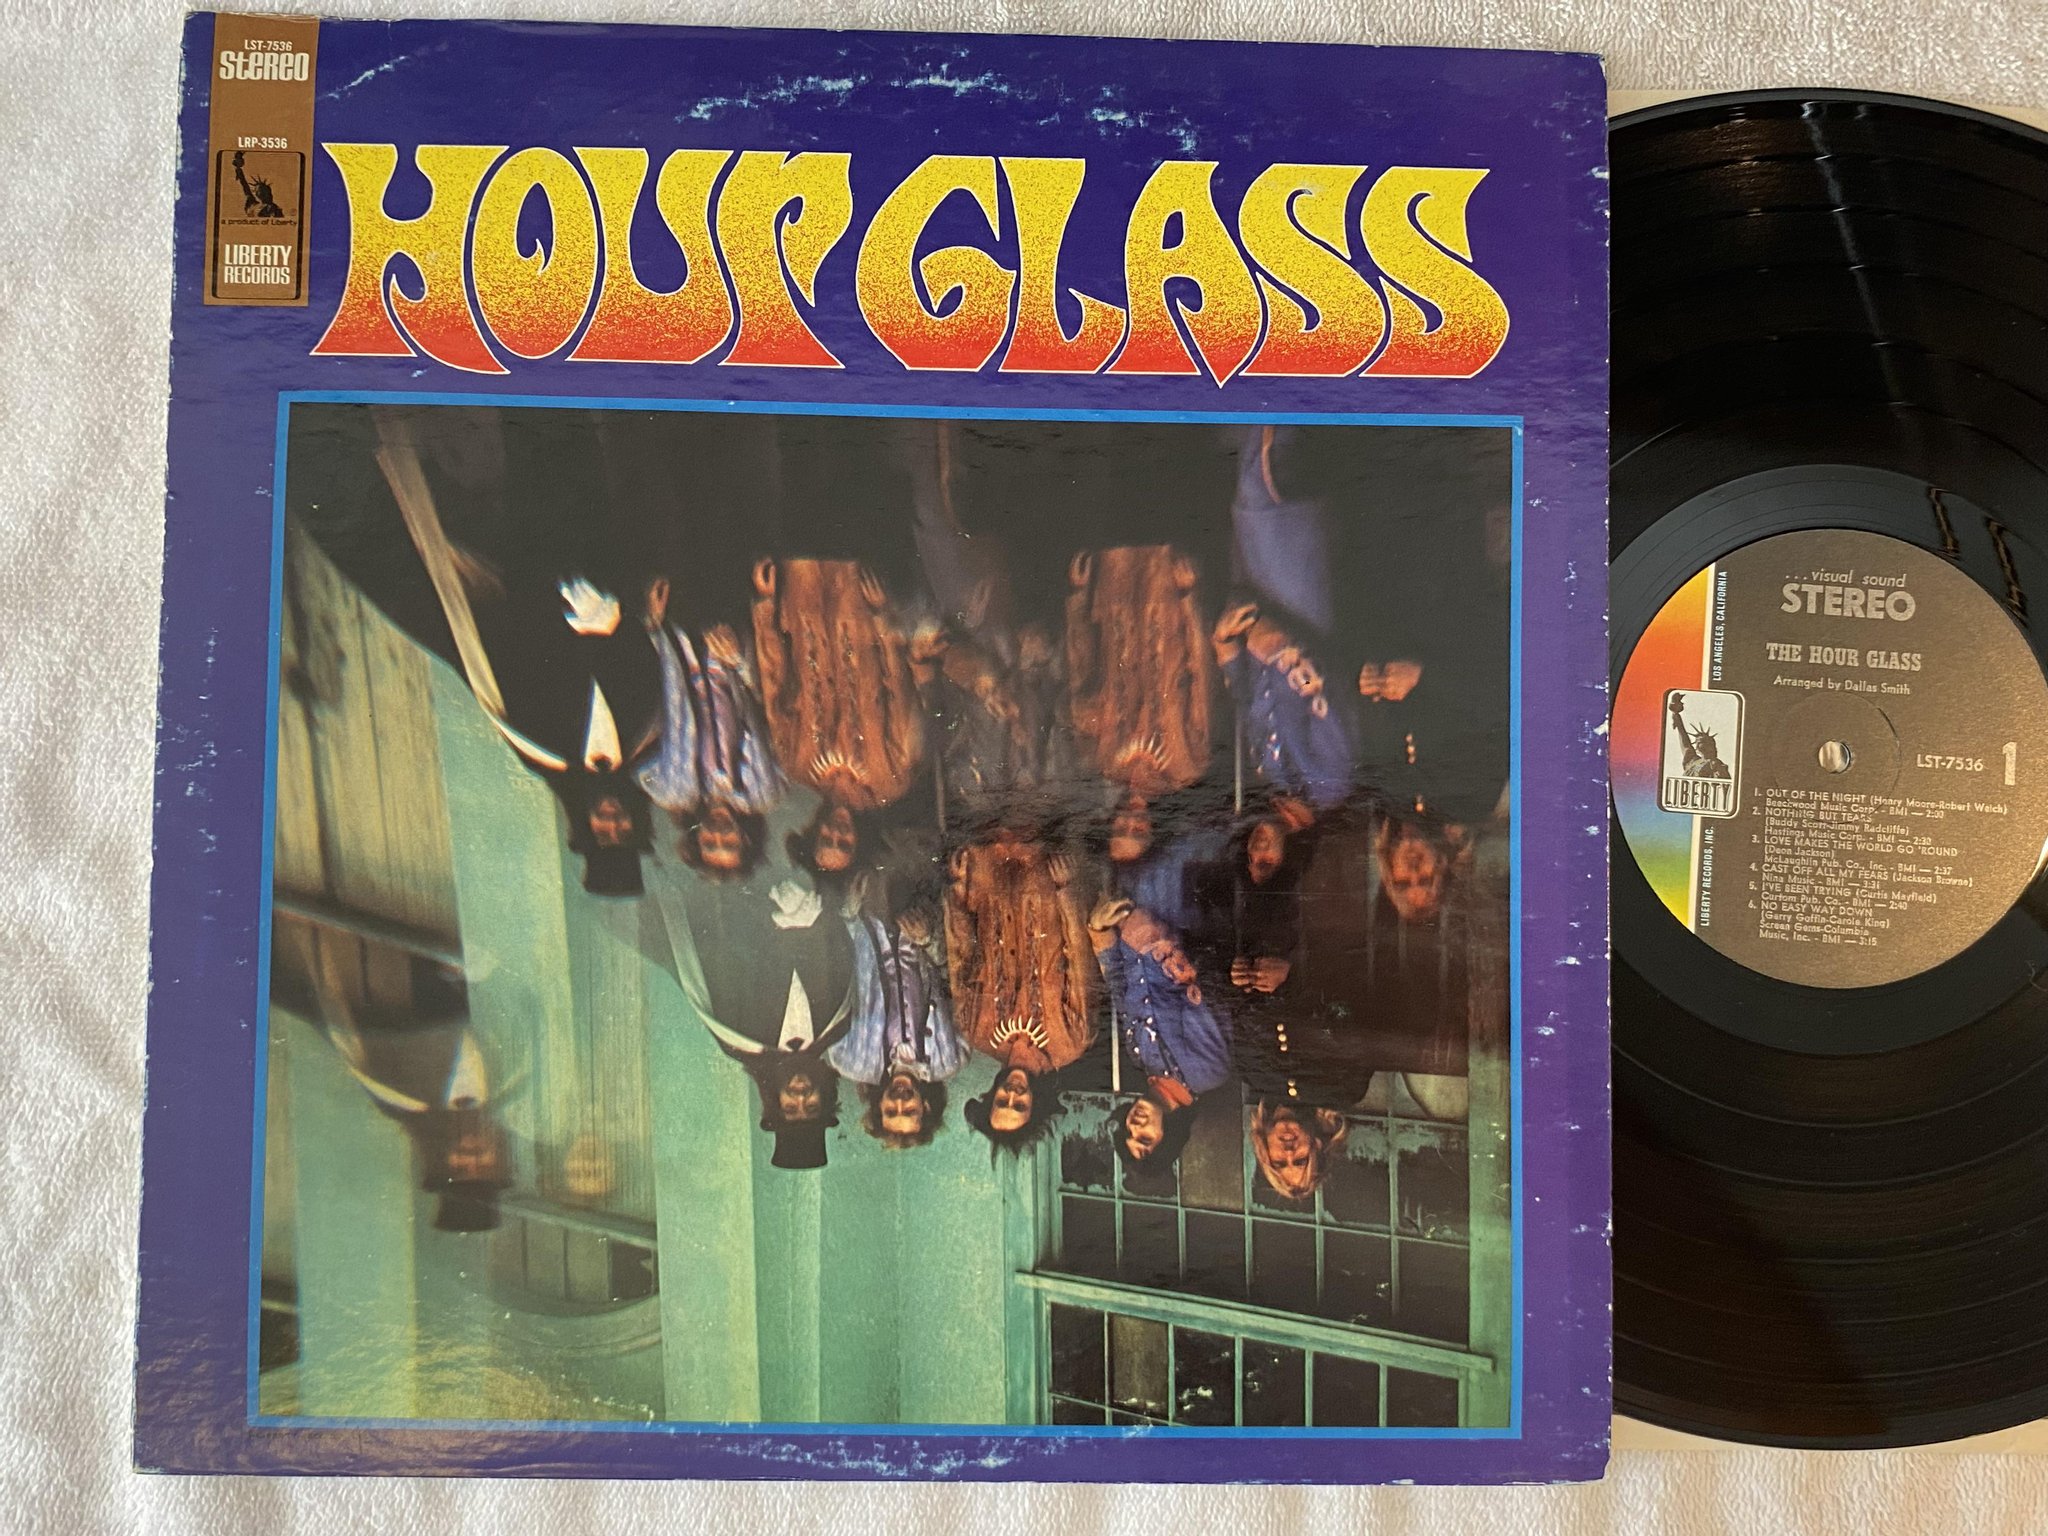 LST-7536
STEREO
LRP-3536
a product of Liberty
LIBERTY
RECORDS
HOUR GLASS
...visual sound
STEREO
THE HOUR GLASS
Arranged by Dallas Smith
LST-7536 1
LOS ANGELES, CALIFORNIA
LIBERTY
LIBERTY RECORDS, INC.
1. OUT OF THE NIGHT (Henry Moore-Robert Welch)
Beechwood Music Corp. - BMI — 2:00
2. NOTHING BUT TEARS
(Buddy Scott-Jimmy Radcliffe)
Hastings Music Corp. - BMI — 2:30
3. LOVE MAKES THE WORLD GO 'ROUND
(Deon Jackson)
McLaughlin Pub. Co., Inc. - BMI — 2:37
4. CAST OFF ALL MY FEARS (Jackson Browne)
Nina Music - BMI — 3:31
5. I'VE BEEN TRYING (Curtis Mayfield)
Curtom Pub. Co. - BMI — 2:40
6. NO EASY WAY DOWN
(Gerry Goffin-Carole King)
Screen Gems-Columbia
Music, Inc. - BMI — 3:15